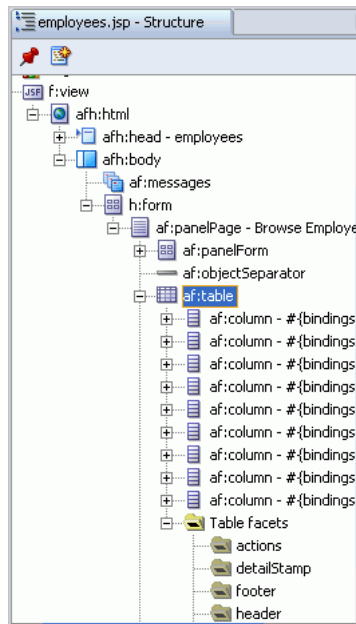 employees.jsp - Structure
JSF f:view
afh:html
afh:head - employees
afh:body
af:messages
h:form
af:panelPage - Browse Employe
af:panelForm
af:objectSeparator
af:table
af:column - #{bindings
af:column - #{bindings
af:column - #{bindings
af:column - #{bindings
af:column - #{bindings
af:column - #{bindings
af:column - #{bindings
af:column - #{bindings
af:column - #{bindings
Table facets
actions
detailStamp
footer
header